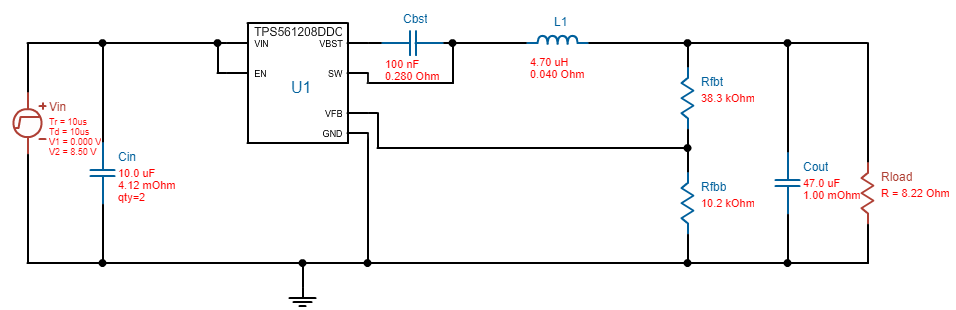 TPS561208DDC
VIN
VBST
EN
SW
U1
VFB
GND
Cbst
100 nF
0.280 Ohm
L1
4.70 uH
0.040 Ohm
+ Vin
Tr = 10us
Td = 10us
V1 = 0.000 V
V2 = 8.50 V
Cin
10.0 uF
4.12 mOhm
qty=2
Rfbt
38.3 kOhm
Rfbb
10.2 kOhm
Cout
47.0 uF
1.00 mOhm
Rload
R = 8.22 Ohm